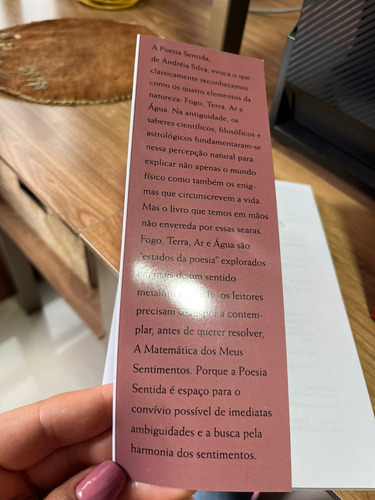 A Poesia Sentida,
de Andréia Silva, evoca o que
classicamente reconhecemos
como os quatro elementos da
natureza: Fogo, Terra, Ar e
Água. Na antiguidade, os
saberes científicos, filosóficos e
astrológicos fundamentaram-se
nessa percepção natural para
explicar não apenas o mundo
físico como também os enig-
mas que circunscrevem a vida.
Mas o livro que temos em mãos
não envereda por essas searas.
Fogo, Terra, Ar e Água são
"estados da poesia" explorados
em mais de um sentido
os leitores
precisam a contem-
plar, antes de querer resolver,
A Matemática dos Meus
Sentimentos. Porque a Poesia
Sentida é espaço para o
convívio possível de imediatas
ambiguidades e a busca pela
harmonia dos sentimentos.